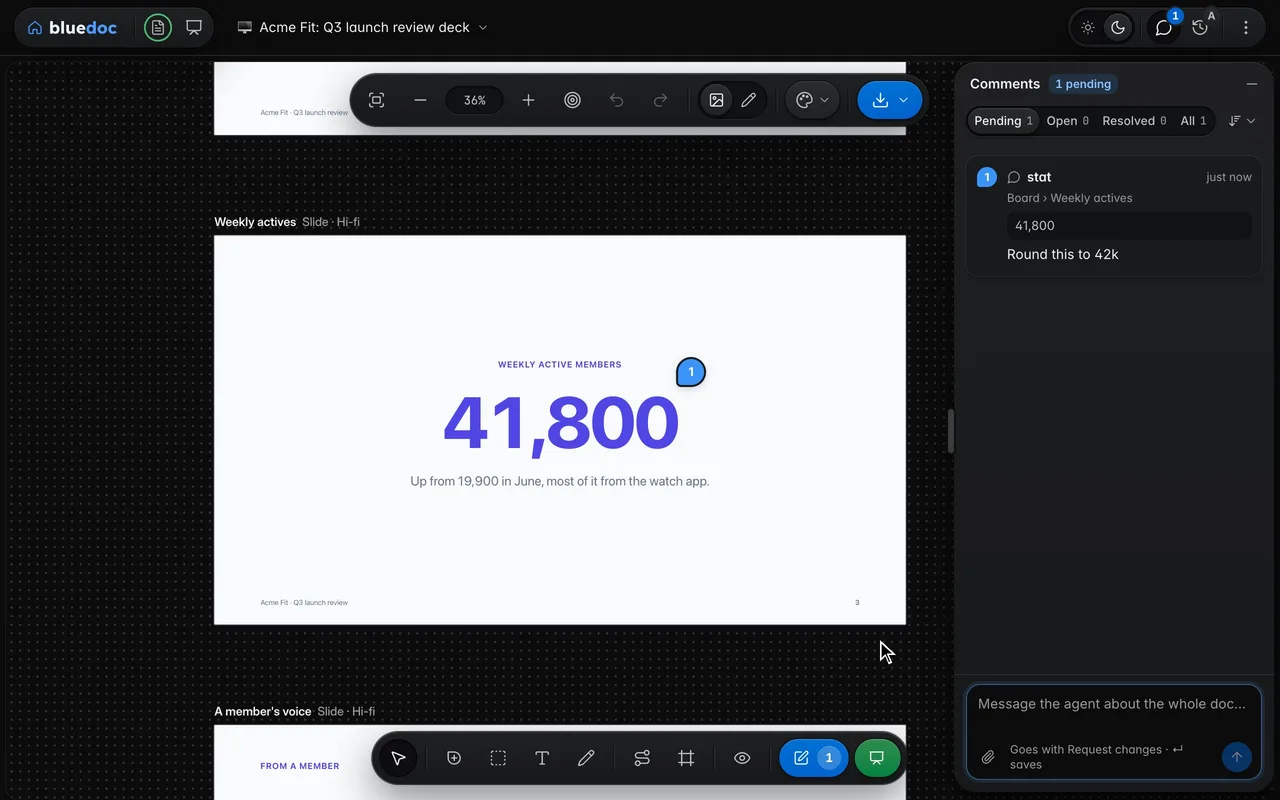 bluedoc
Acme Fit: Q3 launch review deck
1
A
Acme Fit · Q3 launch review
36%
Comments
1 pending
Pending 1
Open 0
Resolved 0
All 1
1
stat
just now
Board › Weekly actives
41,800
Round this to 42k
Weekly actives Slide · Hi-fi
WEEKLY ACTIVE MEMBERS
1
41,800
Up from 19,900 in June, most of it from the watch app.
Acme Fit · Q3 launch review
3
A member's voice Slide · Hi-fi
FROM A MEMBER
1
Message the agent about the whole doc...
Goes with Request changes · ↵
saves